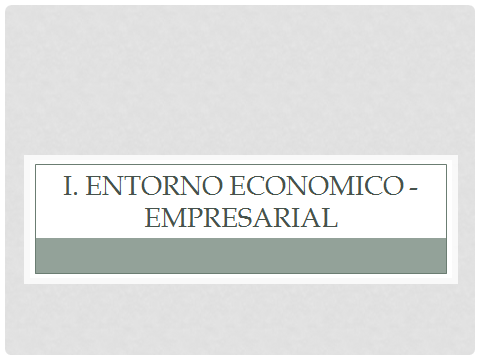 I. ENTORNO ECONOMICO -
EMPRESARIAL